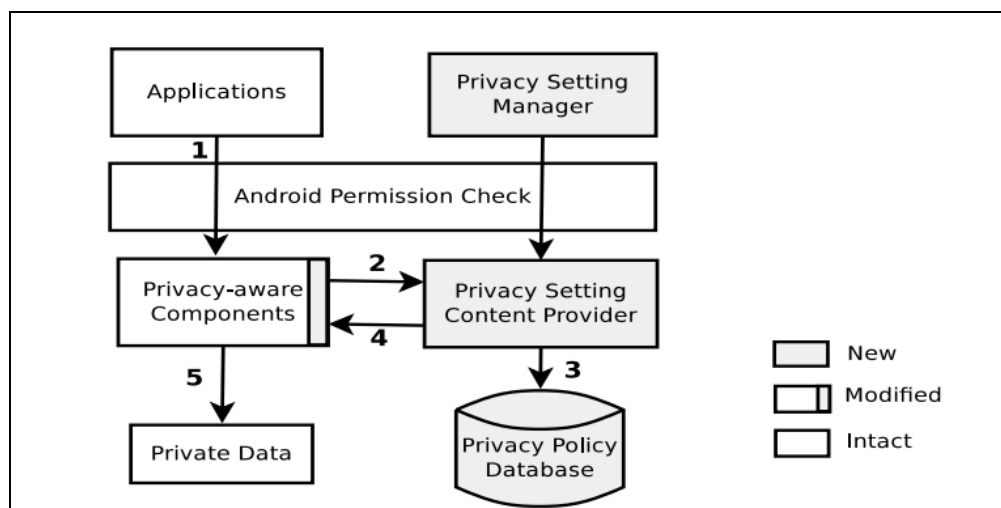 Applications
Privacy Setting
Manager
1
Android Permission Check
Privacy-aware
Components
2
4
Privacy Setting
Content Provider
5
3
Private Data
Privacy Policy
Database
New
Modified
Intact